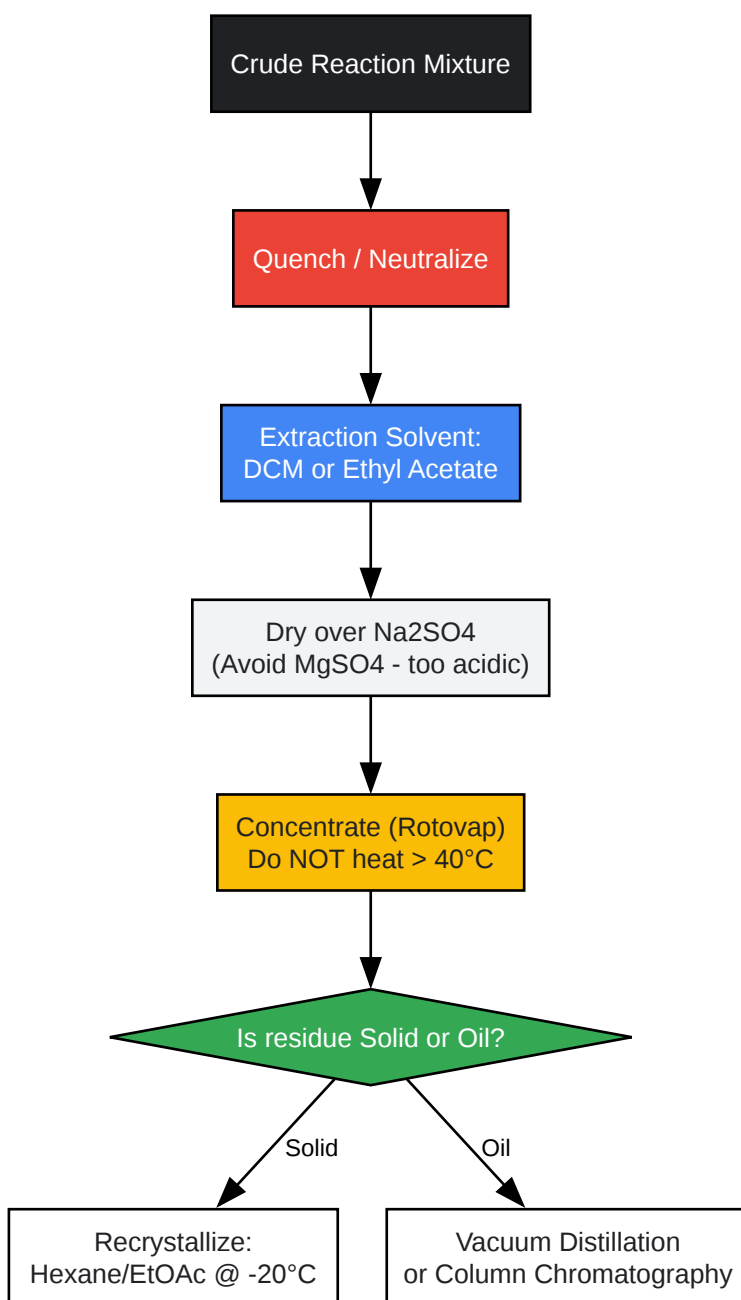 Crude Reaction Mixture
Quench / Neutralize
Extraction Solvent:
DCM or Ethyl Acetate
Dry over Na2SO4
(Avoid MgSO4 - too acidic)
Concentrate (Rotovap)
Do NOT heat > 40°C
Is residue Solid or Oil?
Solid
Oil
Recrystallize:
Hexane/EtOAc @ -20°C
Vacuum Distillation
or Column Chromatography